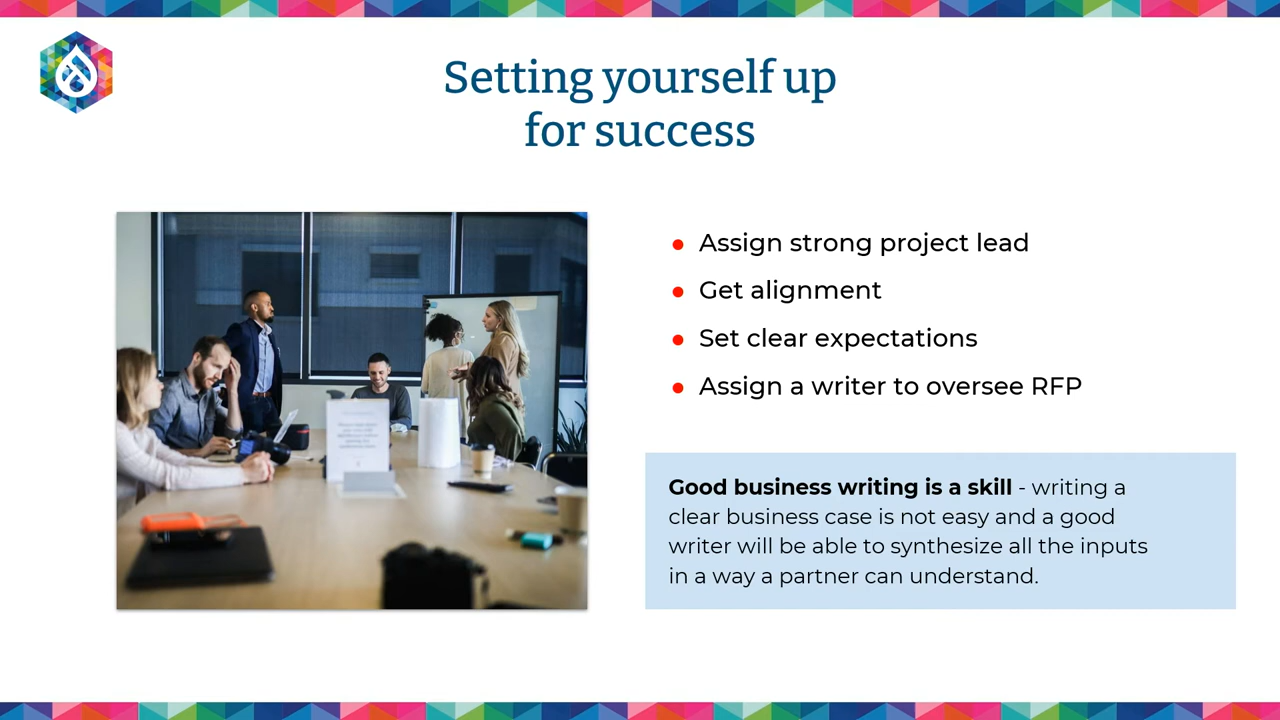 Setting yourself up
for success
Assign strong project lead
Get alignment
Set clear expectations
Assign a writer to oversee RFP
Good business writing is a skill - writing a
clear business case is not easy and a good
writer will be able to synthesize all the inputs
in a way a partner can understand.